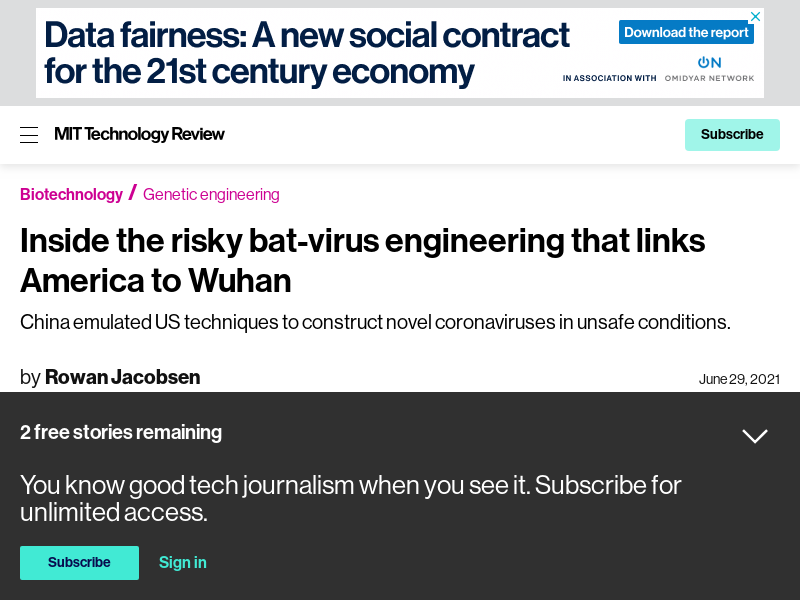 Data fairness: A new social contract
for the 21st century economy
Download the report
IN ASSOCIATION WITH ON
OMIDYAR NETWORK
MIT Technology Review
Subscribe
Biotechnology / Genetic engineering
Inside the risky bat-virus engineering that links
America to Wuhan
China emulated US techniques to construct novel coronaviruses in unsafe conditions.
by Rowan Jacobsen
June 29, 2021
2 free stories remaining
You know good tech journalism when you see it. Subscribe for
unlimited access.
Subscribe Sign in